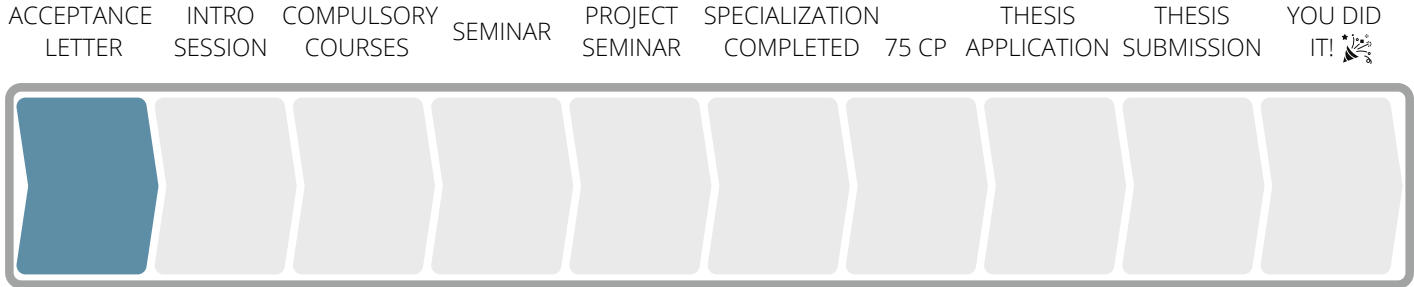 ACCEPTANCE
LETTER
INTRO
SESSION
COMPULSORY
COURSES
SEMINAR
PROJECT
SEMINAR
SPECIALIZATION
COMPLETED
75 CP
THESIS
APPLICATION
THESIS
SUBMISSION
YOU DID
IT! 🎉